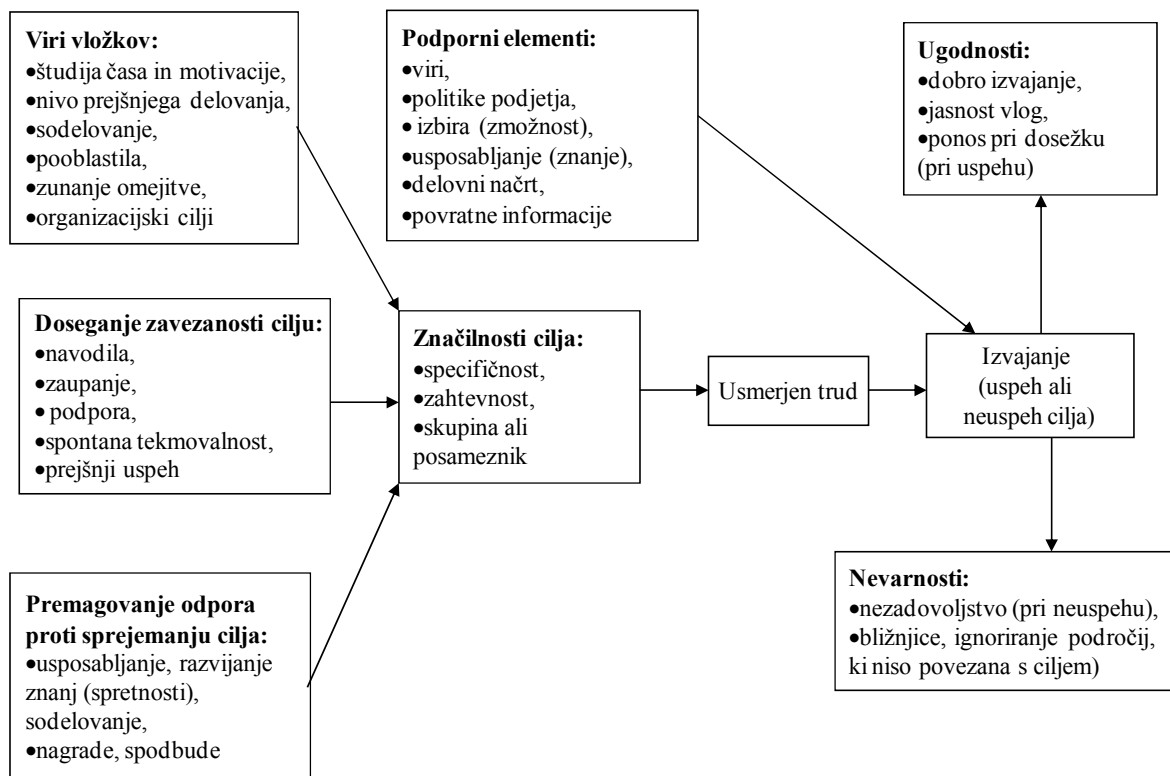 Viri vložkov:
•študija časa in motivacije,
•nivo prejšnjega delovanja,
•sodelovanje,
•pooblastila,
•zunanje omejitve,
•organizacijski cilji
Podporni elementi:
•viri,
•politike podjetja,
• izbira (zmožnost),
•usposabljanje (znanje),
•delovni načrt,
•povratne informacije
Ugodnosti:
•dobro izvajanje,
•jasnost vlog,
•ponos pri dosežku
(pri uspehu)
Doseganje zavezanosti cilju:
•navodila,
•zaupanje,
• podpora,
•spontana tekmovalnost,
•prejšnji uspeh
Značilnosti cilja:
•specifičnost,
•zahtevnost,
•skupina ali
posameznik
Usmerjen trud
Izvajanje
(uspeh ali
neuspeh cilja)
Premagovanje odpora
proti sprejemanju cilja:
•usposabljanje, razvijanje
znanj (spretnosti),
sodelovanje,
•nagrade, spodbude
Nevarnosti:
•nezadovoljstvo (pri neuspehu),
•bližnjice, ignoriranje področij,
ki niso povezana s ciljem)